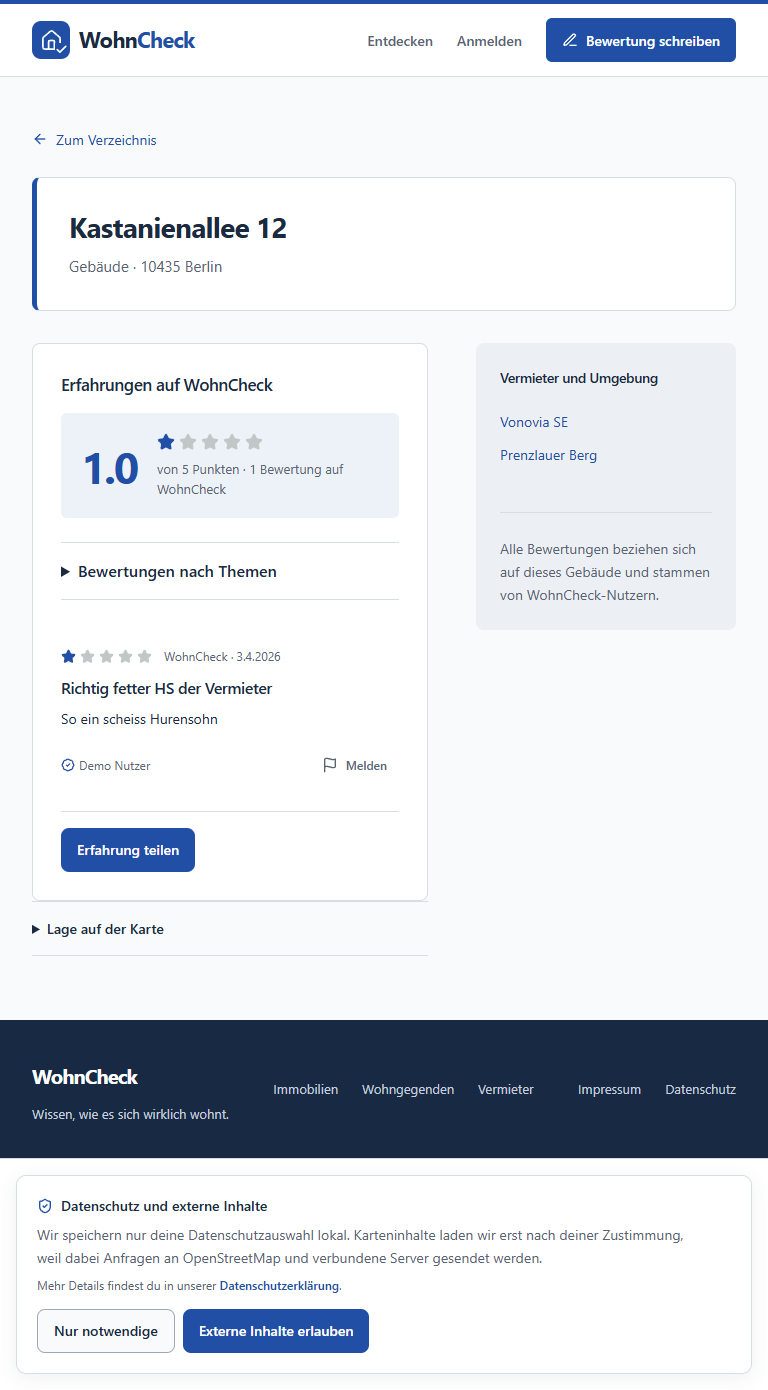 WohnCheck
Entdecken
Anmelden
Bewertung schreiben
Zum Verzeichnis
Kastanienallee 12
Gebäude · 10435 Berlin
Erfahrungen auf WohnCheck
1.0
von 5 Punkten · 1 Bewertung auf
WohnCheck
Bewertungen nach Themen
WohnCheck · 3.4.2026
Richtig fetter HS der Vermieter
So ein scheiss Hurensohn
Demo Nutzer
Melden
Erfahrung teilen
Lage auf der Karte
Vermieter und Umgebung
Vonovia SE
Prenzlauer Berg
Alle Bewertungen beziehen sich
auf dieses Gebäude und stammen
von WohnCheck-Nutzern.
WohnCheck
Wissen, wie es sich wirklich wohnt.
Immobilien
Wohngegenden
Vermieter
Impressum
Datenschutz
Datenschutz und externe Inhalte
Wir speichern nur deine Datenschutzauswahl lokal. Karteninhalte laden wir erst nach deiner Zustimmung,
weil dabei Anfragen an OpenStreetMap und verbundene Server gesendet werden.
Mehr Details findest du in unserer Datenschutzerklärung.
Nur notwendige
Externe Inhalte erlauben